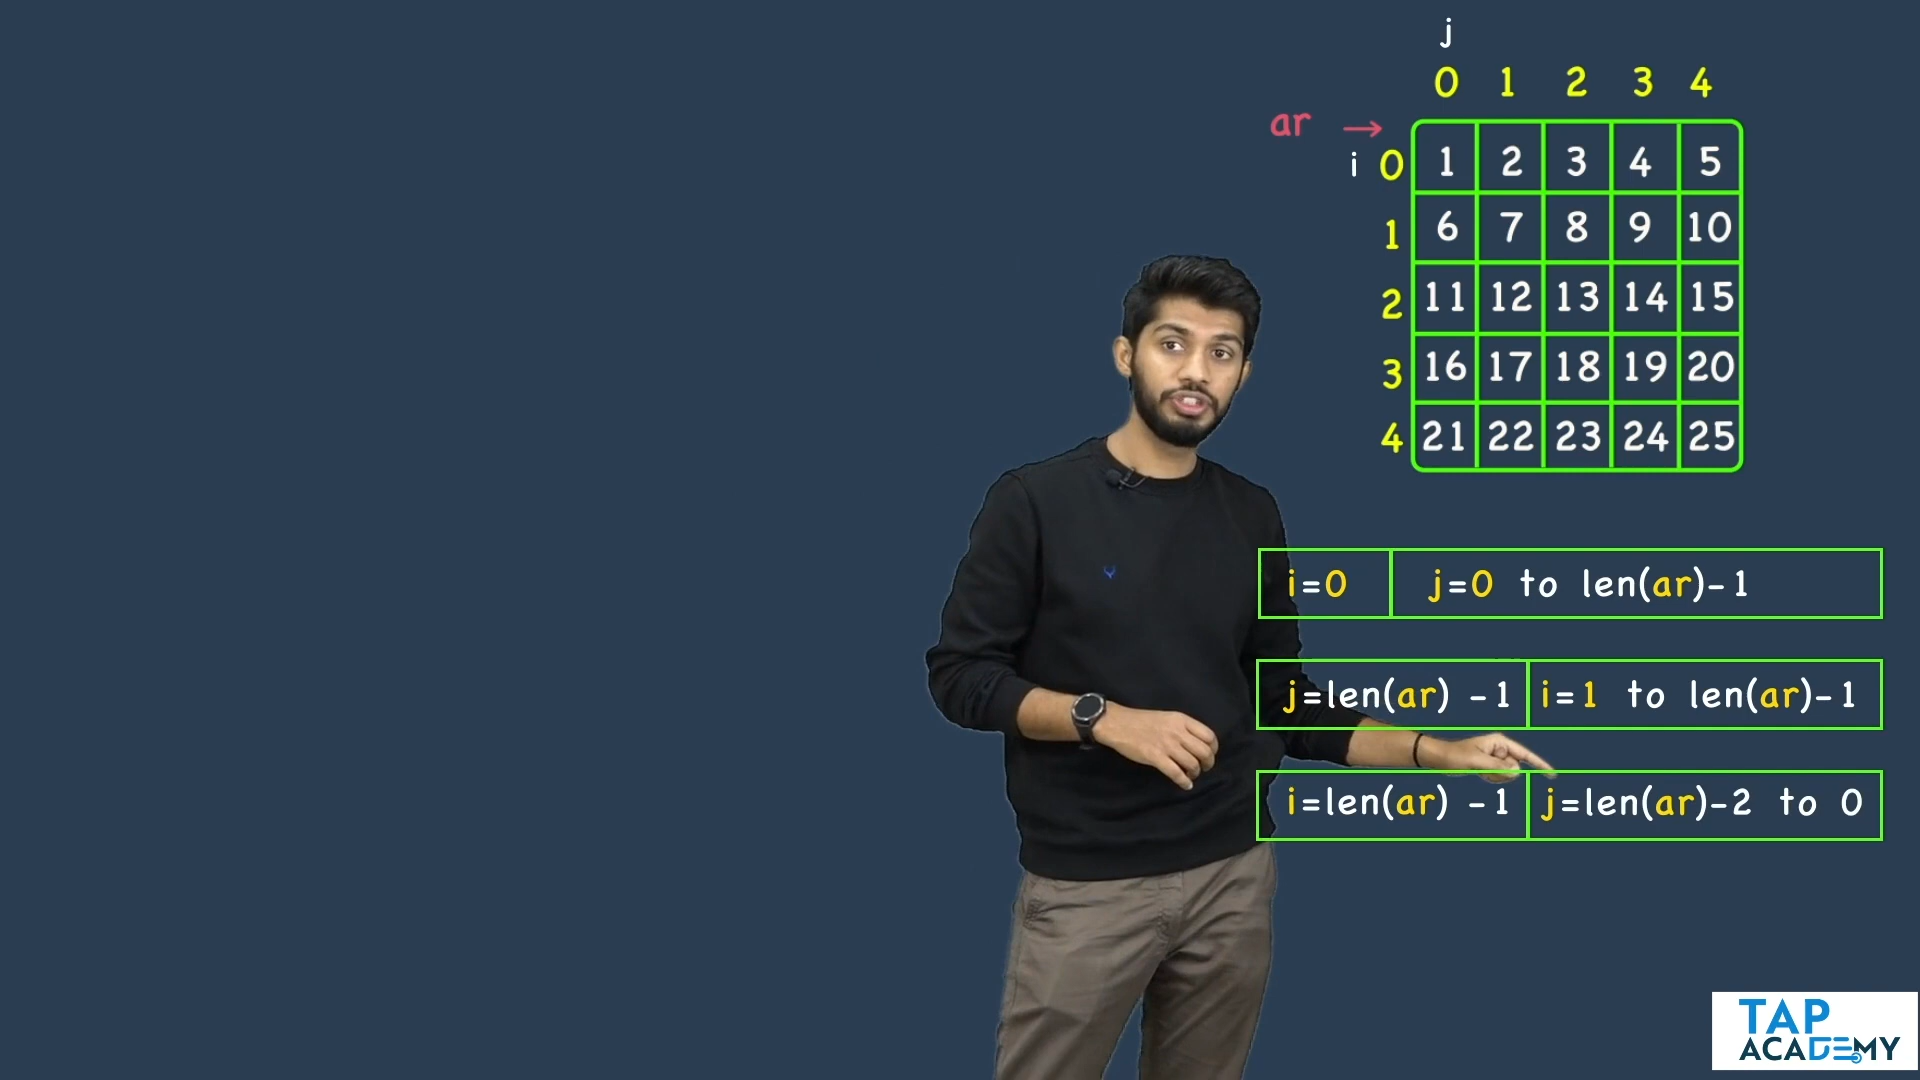 j
0 1 2 3 4
ar →
i 0 1 2 3 4 5
1 6 7 8 9 10
2 11 12 13 14 15
3 16 17 18 19 20
4 21 22 23 24 25
i=0 j=0 to len(ar)-1
j=len(ar) -1 i=1 to len(ar)-1
i=len(ar) -1 j=len(ar)-2 to 0
TAP
ACADEMY